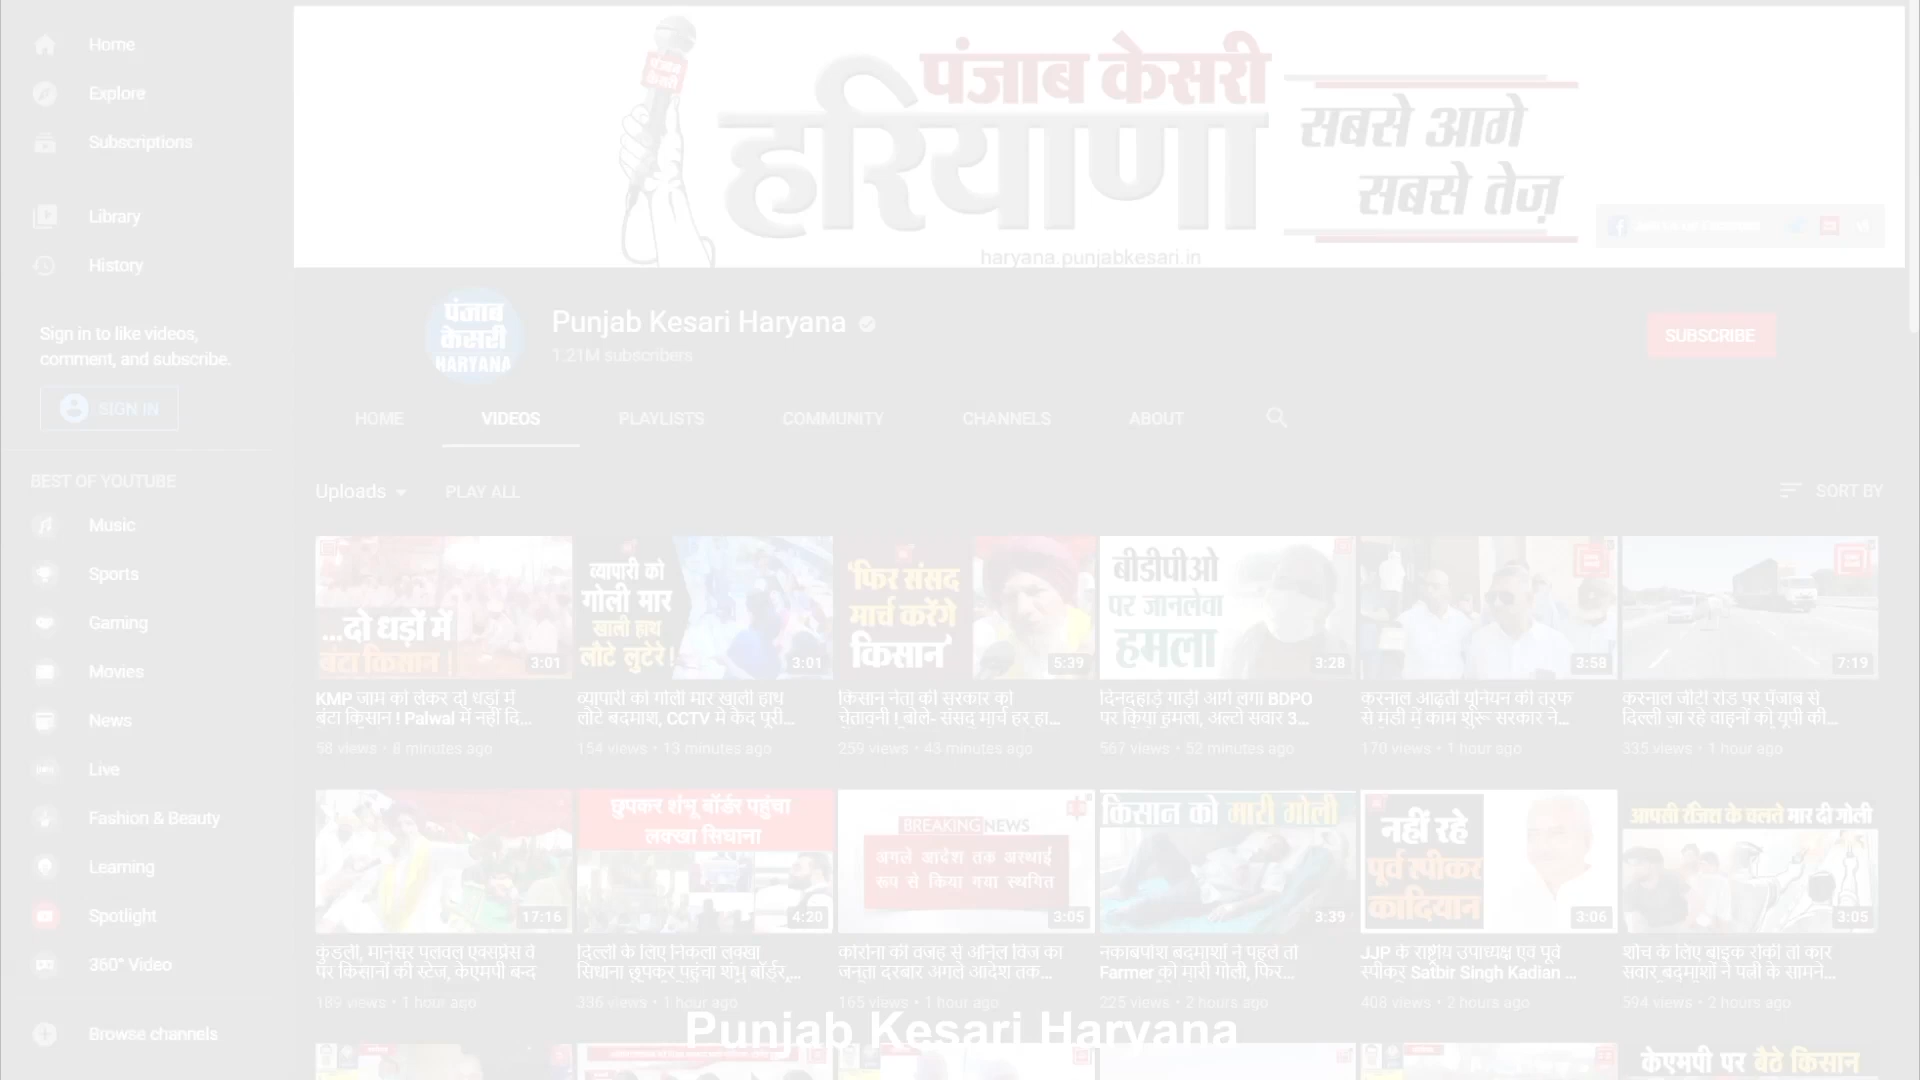 Home
Explore
Subscriptions
Library
History
Sign in to like videos,
comment, and subscribe.
SIGN IN
BEST OF YOUTUBE
Music
Sports
Gaming
Movies
News
Live
Fashion & Beauty
Learning
Spotlight
360° Video
Browse channels
पंजाब केसरी
हरियाणा
सबसे आगे
सबसे तेज़
haryana.punjabkesari.in
पंजाब
केसरी
HARYANA
Punjab Kesari Haryana
1.21M subscribers
SUBSCRIBE
HOME VIDEOS PLAYLISTS COMMUNITY CHANNELS ABOUT
Uploads PLAY ALL SORT BY
...दो धड़ों में
बंटा किसान !
3:01
KMP जाम को लेकर दो धड़ों में
बंटा किसान ! Palwal में नहीं दि...
58 views • 8 minutes ago
व्यापारी को
गोली मार
खाली हाथ
लौटे लुटेरे !
3:01
व्यापारी को गोली मार खाली हाथ
लौटे बदमाश, CCTV में कैद पूरी...
154 views • 13 minutes ago
'फिर संसद
मार्च करेंगे
किसान'
5:39
किसान नेता की सरकार को
चेतावनी ! बोले- संसद मार्च हर हा...
259 views • 43 minutes ago
बीडीपीओ
पर जानलेवा
हमला
3:28
दिनदहाड़े गाड़ी आगे लगा BDPO
पर किया हमला, अल्टो सवार 3...
567 views • 52 minutes ago
3:58
करनाल आढ़ती यूनियन की तरफ
से मंडी में काम शुरू सरकार ने...
170 views • 1 hour ago
7:19
करनाल जीटी रोड पर पंजाब से
दिल्ली जा रहे वाहनों को यूपी की...
335 views • 1 hour ago
17:16
कुंडली, मानेसर पलवल एक्सप्रेस वे
पर किसानों की स्टेज, केएमपी बन्द
189 views • 1 hour ago
छुपकर शंभू बॉर्डर पहुंचा
लक्खा सिधाना
4:20
दिल्ली के लिए निकला लक्खा
सिधाना छुपकर पहुंचा शंभू बॉर्डर,...
336 views • 1 hour ago
BREAKING NEWS
अगले आदेश तक अस्थाई
रूप से किया गया स्थगित
3:05
कोरोना की वजह से अनिल विज का
जनता दरबार अगले आदेश तक...
165 views • 1 hour ago
किसान को मारी गोली
3:39
नकाबपोश बदमाशों ने पहले तो
Farmer को मारी गोली, फिर...
225 views • 2 hours ago
नहीं रहे
पूर्व स्पीकर
कादियान
3:06
JJP के राष्ट्रीय उपाध्यक्ष एवं पूर्व
स्पीकर Satbir Singh Kadian ...
408 views • 2 hours ago
आपसी रंजिश के चलते मार दी गोली
3:05
शौच के लिए बाइक रोकी तो कार
सवार बदमाशों ने पत्नी के सामने...
594 views • 2 hours ago
केएमपी पर बैठे किसान
Punjab Kesari Haryana